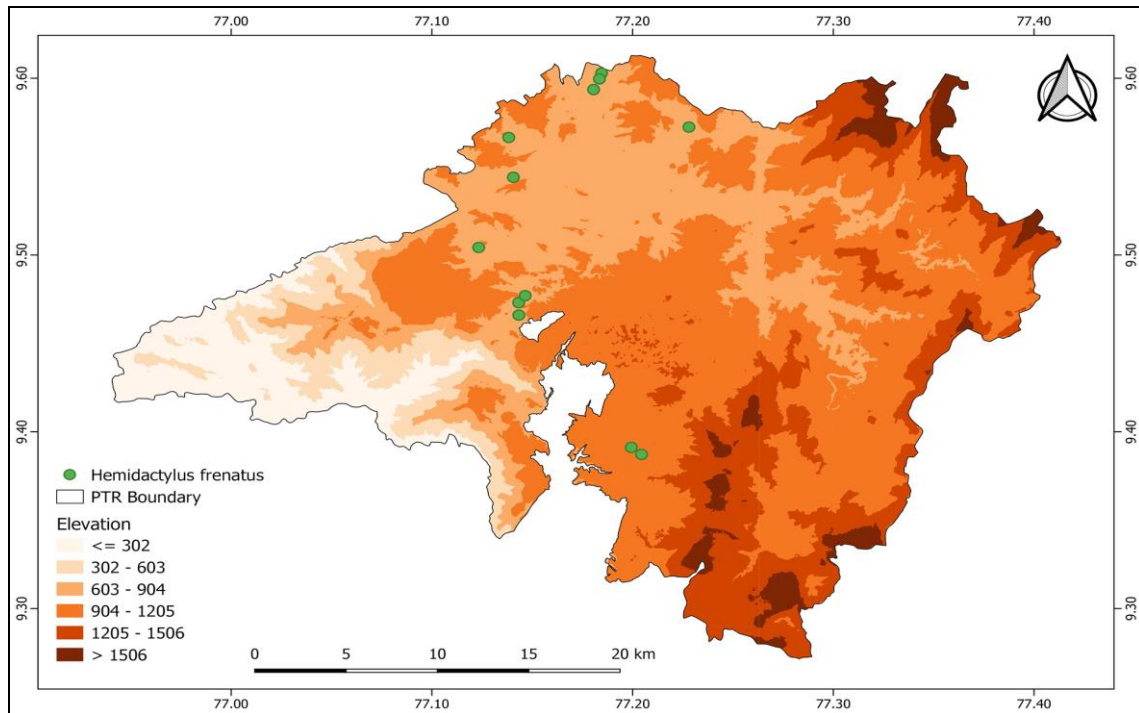 77.00 77.10 77.20 77.30 77.40
9.60 9.60
9.50 9.50
9.40 9.40
9.30 9.30
Hemidactylus frenatus
PTR Boundary
Elevation
<= 302
302 - 603
603 - 904
904 - 1205
1205 - 1506
> 1506
0 5 10 15 20 km
77.00 77.10 77.20 77.30 77.40